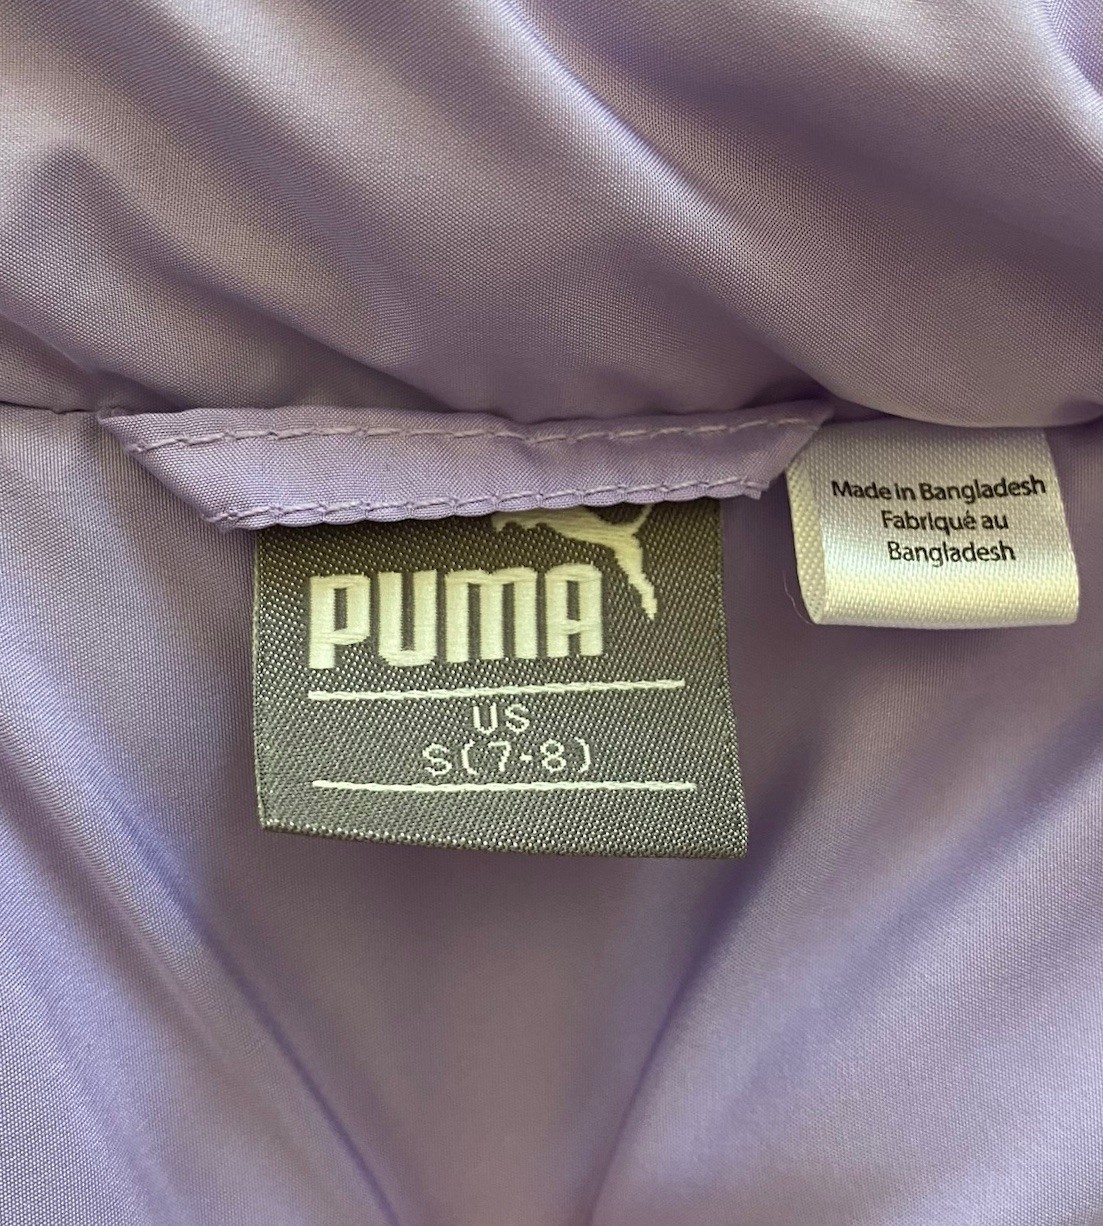 PUMA
US
S(7-8)
Made in Bangladesh
Fabriqué au
Bangladesh